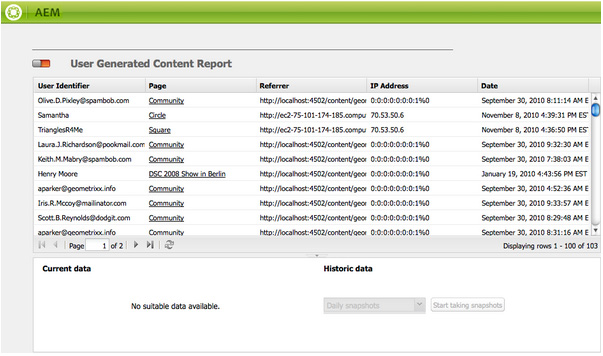 AEM
User Generated Content Report
User Identifier Page Referrer IP Address Date
Olive.D.Pixley@spambob.com Community http://localhost:4502/content/geo 0:0:0:0:0:0:0:1%0 September 30, 2010 8:11:14 AM E
Samantha Circle http://ec2-75-101-174-185.compu 70.53.50.6 November 8, 2010 4:39:31 PM EST
TrianglesR4Me Square http://ec2-75-101-174-185.compu 70.53.50.6 November 8, 2010 4:36:50 PM EST
Laura.J.Richardson@pookmail.com Community http://localhost:4502/content/geo 0:0:0:0:0:0:0:1%0 September 30, 2010 9:32:30 AM E
Keith.M.Mabry@spambob.com Community http://localhost:4502/content/geo 0:0:0:0:0:0:0:1%0 September 30, 2010 7:38:03 AM E
Henry Moore DSC 2008 Show in Berlin http://localhost:4502/content/geo 0:0:0:0:0:0:0:1%0 January 19, 2010 4:43:56 PM EST
aparker@geometrixx.info Community http://localhost:4502/content/geo 0:0:0:0:0:0:0:1%0 September 30, 2010 4:52:36 AM E
Iris.R.Mccoy@mailinator.com Community http://localhost:4502/content/geo 0:0:0:0:0:0:0:1%0 September 30, 2010 9:33:57 AM E
Scott.B.Reynolds@dodgit.com Community http://localhost:4502/content/geo 0:0:0:0:0:0:0:1%0 September 30, 2010 8:29:48 AM E
aparker@geometrixx.info Community http://localhost:4502/content/geo 0:0:0:0:0:0:0:1%0 September 30, 2010 8:31:16 AM E
Page 1 of 2 Displaying rows 1 - 100 of 103
Current data Historic data
No suitable data available. Daily snapshots Start taking snapshots